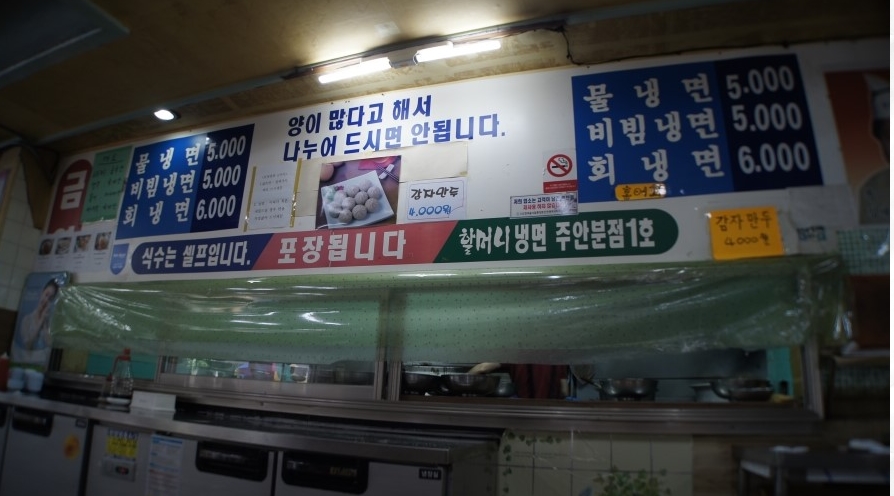 양이 많다고 해서
나누어 드시면 안됩니다.
물냉면 5.000
비빔냉면 5.000
회냉면 6.000
감자만두
4.000원
물냉면 5.000
비빔냉면 5.000
회냉면 6.000
홍어회
금
식수는 셀프입니다.
포장됩니다
할머니냉면 주안분점1호
감자만두
4000원